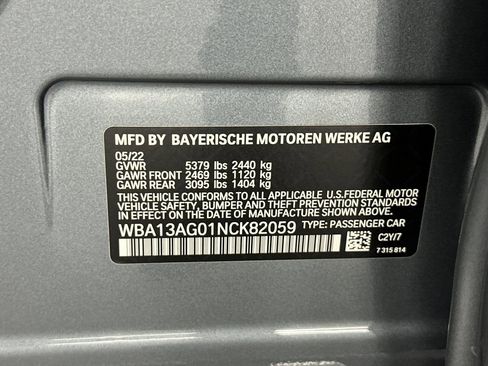 MFD BY BAYERISCHE MOTOREN WERKE AG
05/22
GVWR 5379 lbs 2440 kg
GAWR FRONT 2469 lbs 1120 kg
GAWR REAR 3095 lbs 1404 kg
THIS VEHICLE CONFORMS TO ALL APPLICABLE U.S.FEDERAL MOTOR
VEHICLE SAFETY, BUMPER AND THEFT PREVENTION STANDARDS
IN EFFECT ON THE DATE OF MANUFACTURE SHOWN ABOVE.
WBA13AG01NCK82059 TYPE: PASSENGER CAR
C2Y/7
7 315 814